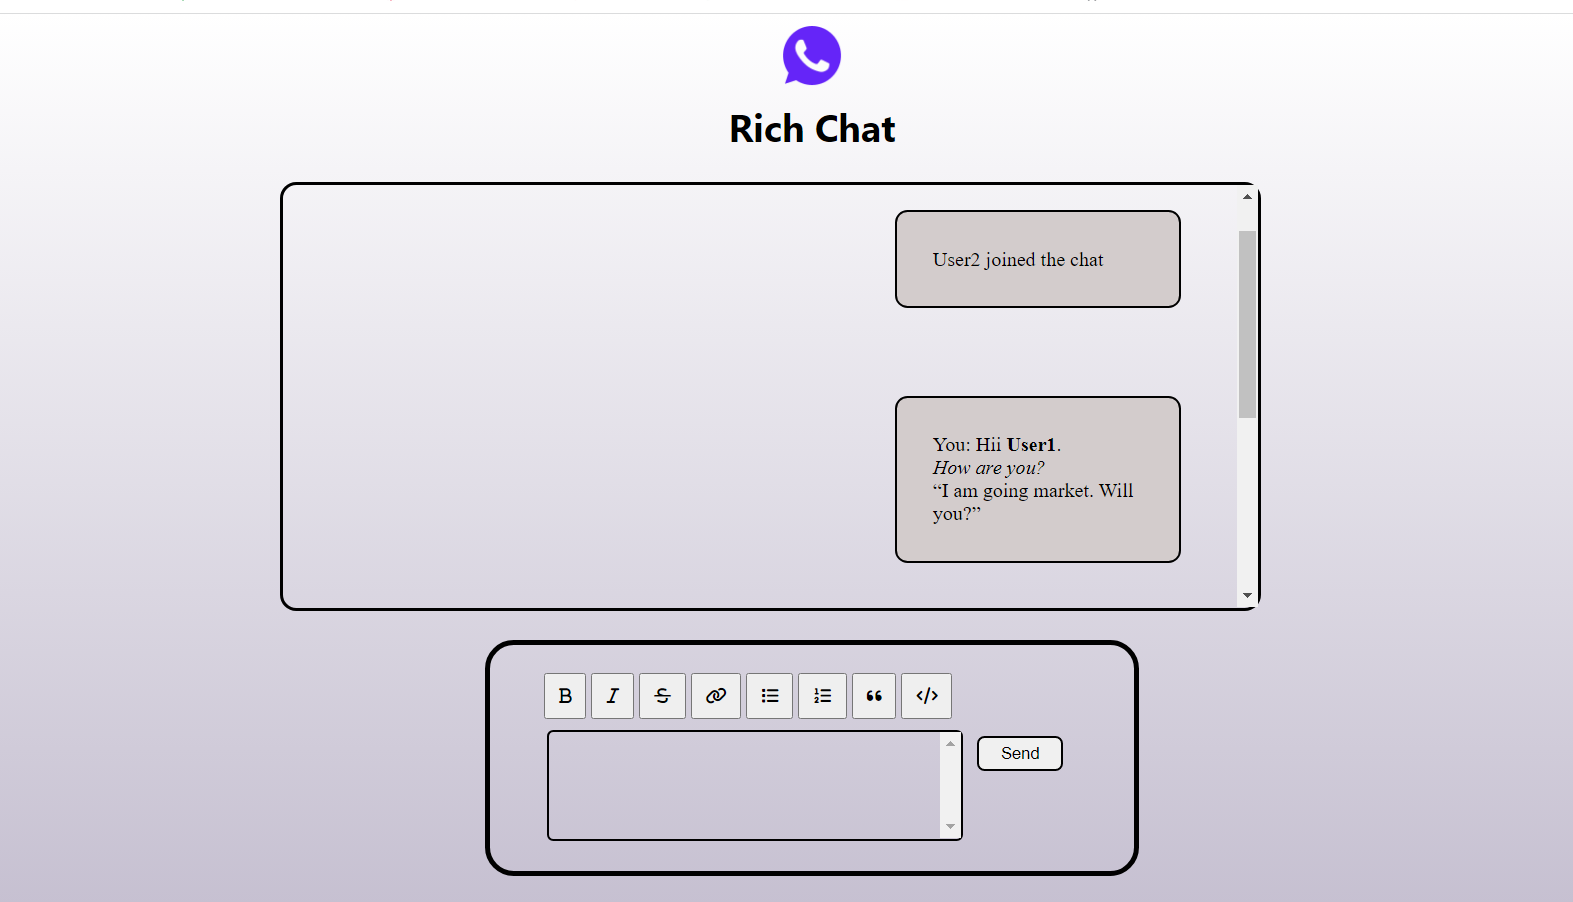 Rich Chat
User2 joined the chat
You: Hii User1.
How are you?
“I am going market. Will
you?”
B I S </>
Send